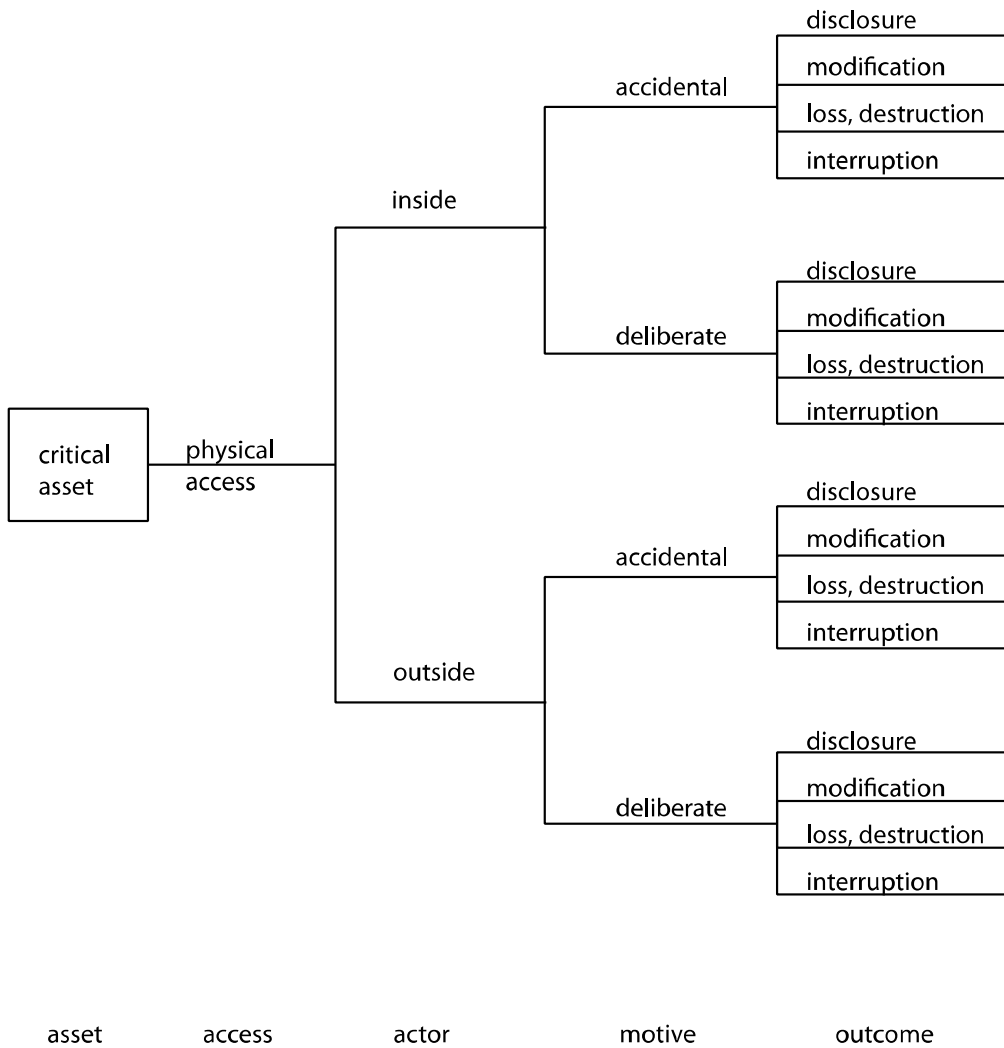 disclosure
modification
accidental
loss, destruction
interruption
inside
disclosure
modification
deliberate
loss, destruction
interruption
critical
asset
physical
access
disclosure
modification
accidental
loss, destruction
interruption
outside
disclosure
modification
deliberate
loss, destruction
interruption
asset access actor motive outcome